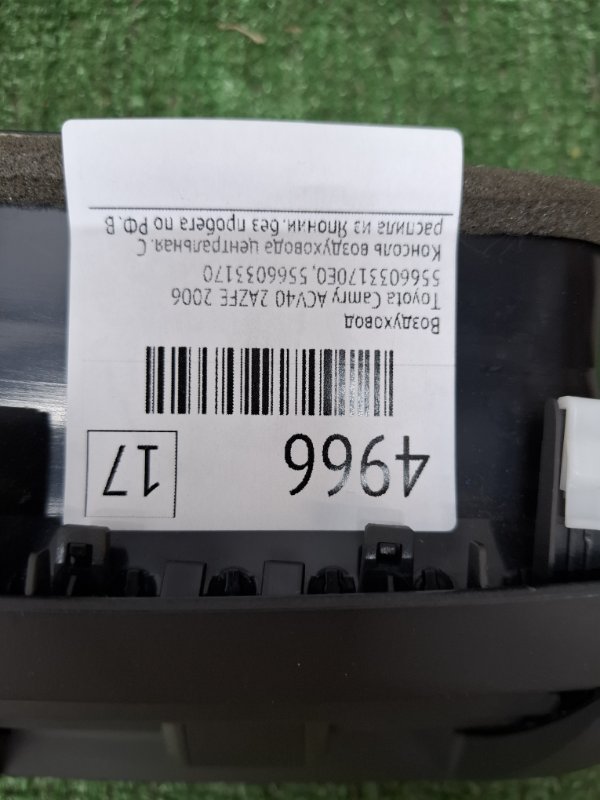 4966
17
Воздуховод
Toyota Camry ACV40 2AZFE 2006
5566033170E0, 5566033170
Консоль воздуховода центральная. С
распила из Японии, без пробега по РФ. В